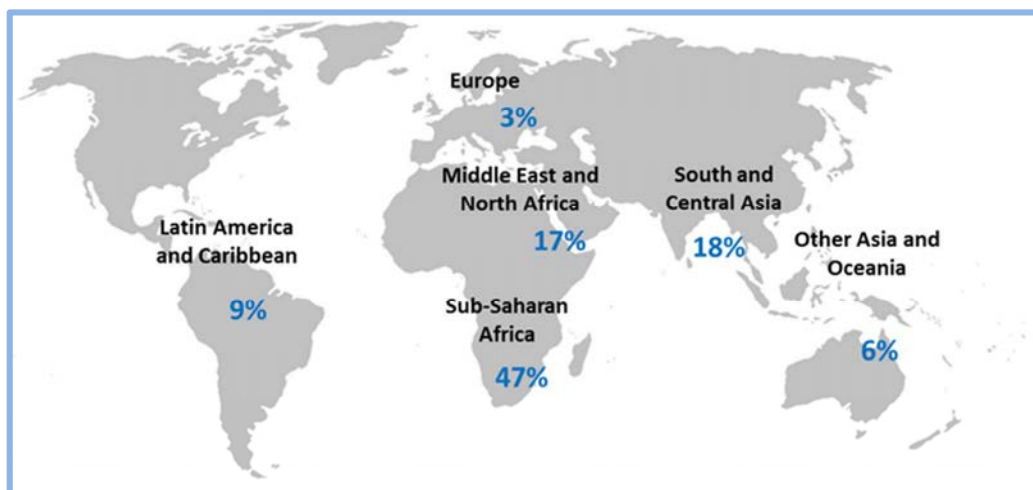 Europe
3%
Middle East and
North Africa
17%
South and
Central Asia
18%
Latin America
and Caribbean
9%
Other Asia and
Oceania
6%
Sub-Saharan
Africa
47%